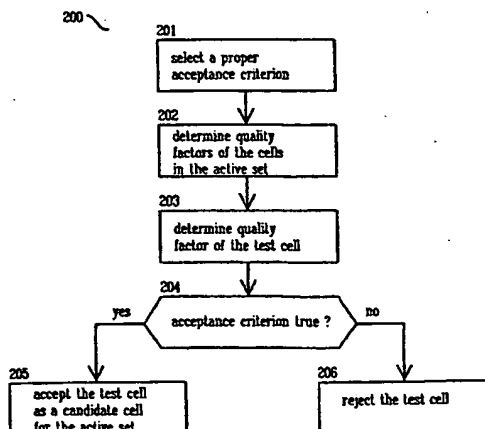 200
201
select a proper
acceptance criterion
202
determine quality
factors of the cells
in the active set
203
determine quality
factor of the test cell
204
yes
acceptance criterion true ?
no
205
accept the test cell
as a candidate cell
for the active set
206
reject the test cell